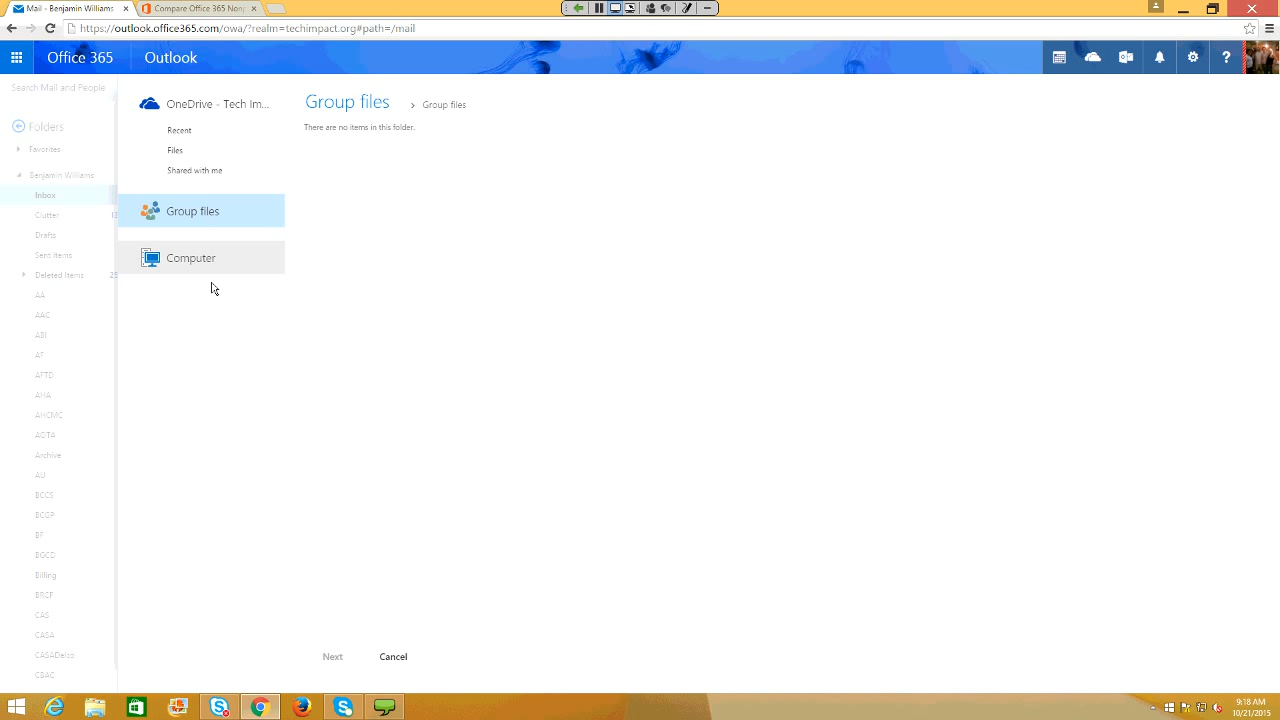 Mail - Benjamin Williams
Compare Office 365 Nonp
https://outlook.office365.com/owa/?realm=techimpact.org#path=/mail
Office 365
Outlook
?
Search Mail and People
Folders
Favorites
Benjamin Williams
Inbox
Clutter
Drafts
Sent Items
Deleted Items
AA
AAC
ABI
AF
AFTD
AHA
AHCMC
AOTA
Archive
AU
BCCS
BCGP
BF
BGCD
Billing
BRCF
CAS
CASA
CASADelco
CBAC
OneDrive - Tech Im...
Recent
Files
Shared with me
Group files
Computer
Group files > Group files
There are no items in this folder.
Next
Cancel
9:18 AM
10/21/2015